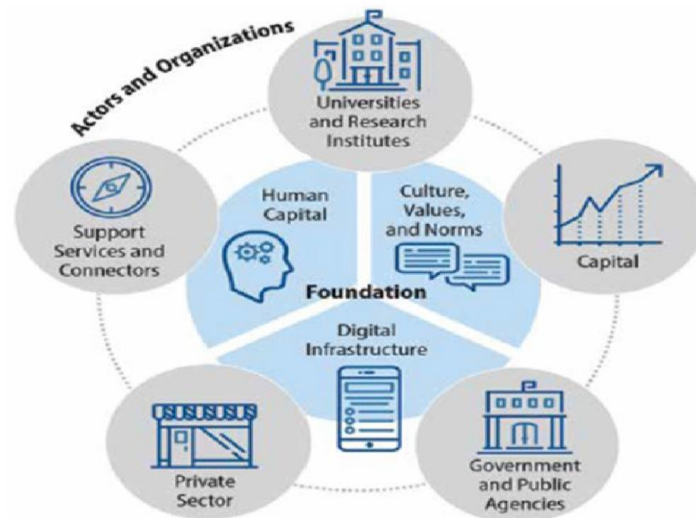 Actors and Organizations
Universities
and Research
Institutes
Support
Services and
Connectors
Human
Capital
Culture,
Values,
and Norms
Capital
Foundation
Digital
Infrastructure
Private
Sector
Government
and Public
Agencies